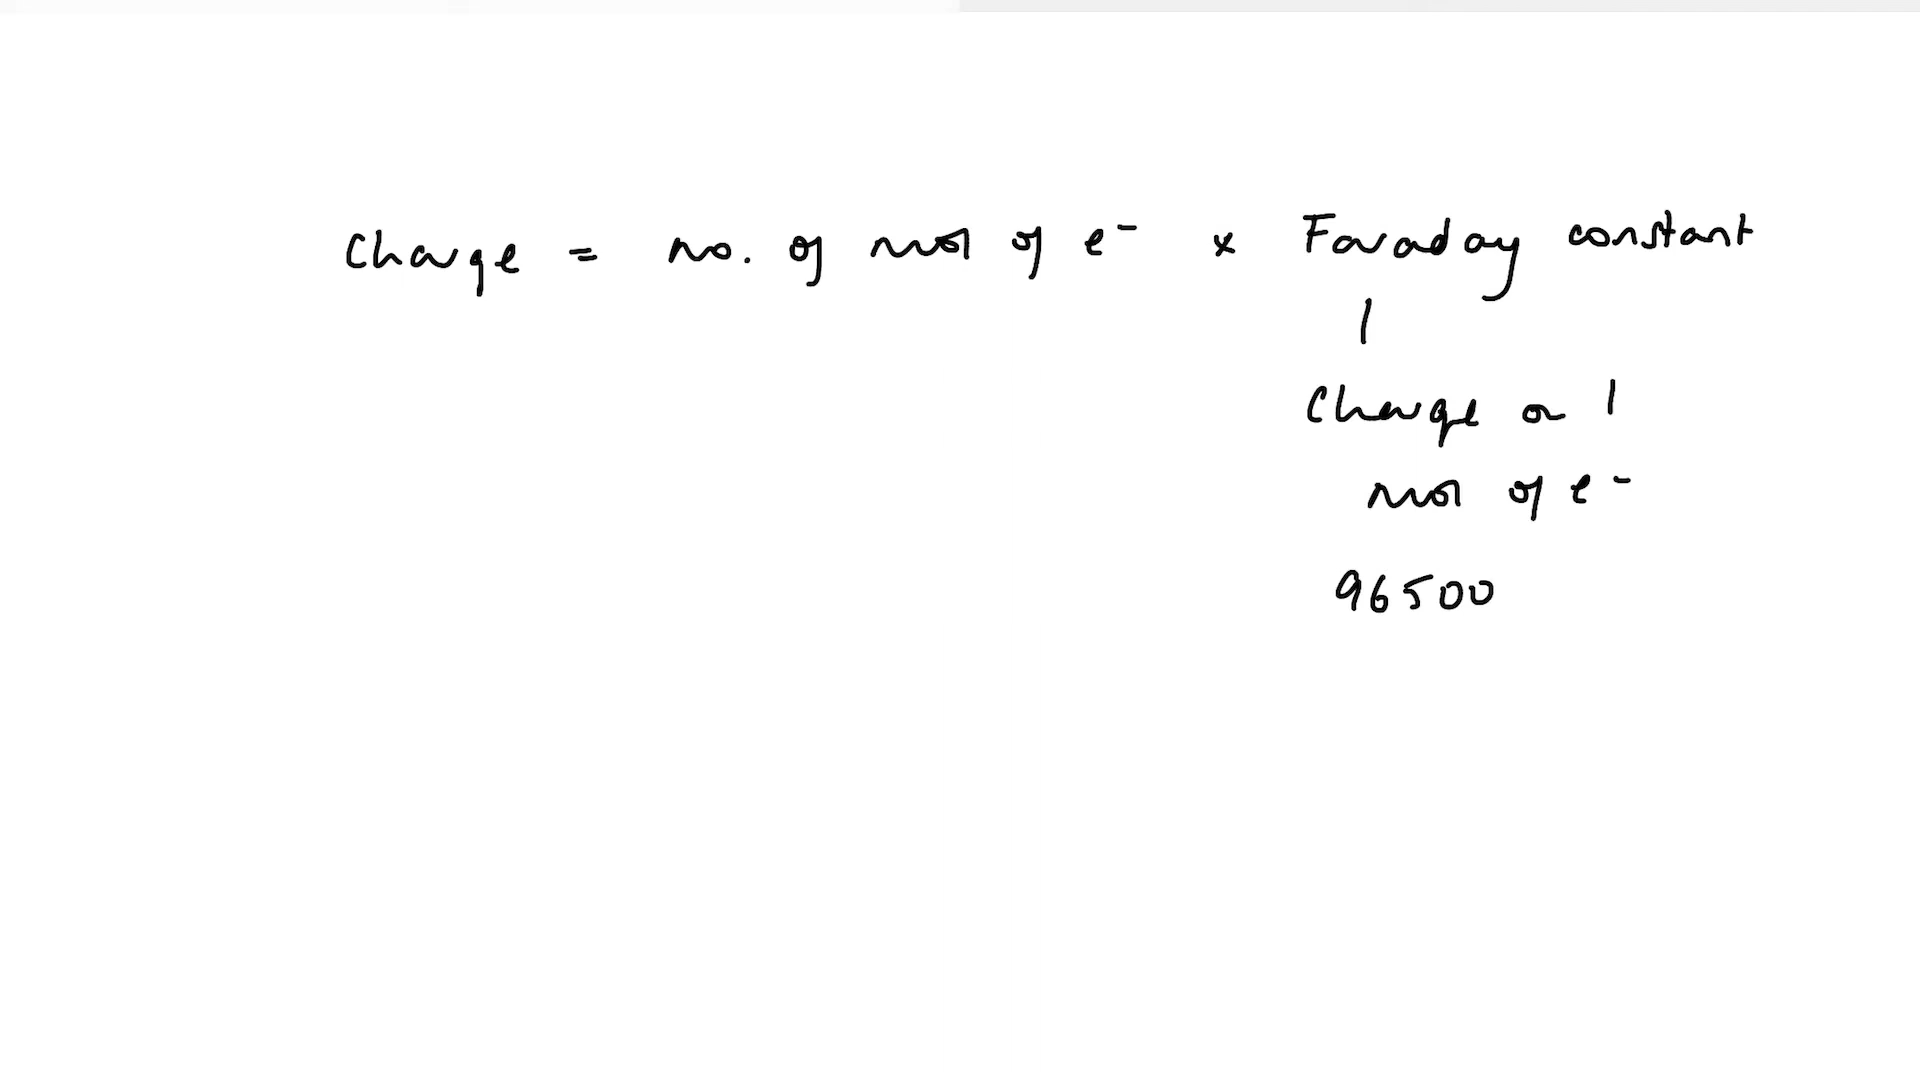 Charge = no. of mol of e⁻ × Faraday constant
|
Charge on 1
mol of e⁻
96500